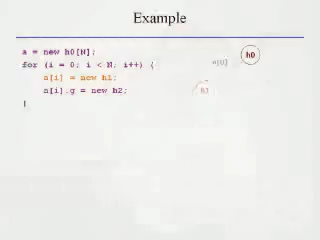 Example
a = new h0[M];
for (i = 0; i < M; i++) {
a[i] = new h1;
a[i].g = new h2;
}
a[0]
h0
h1